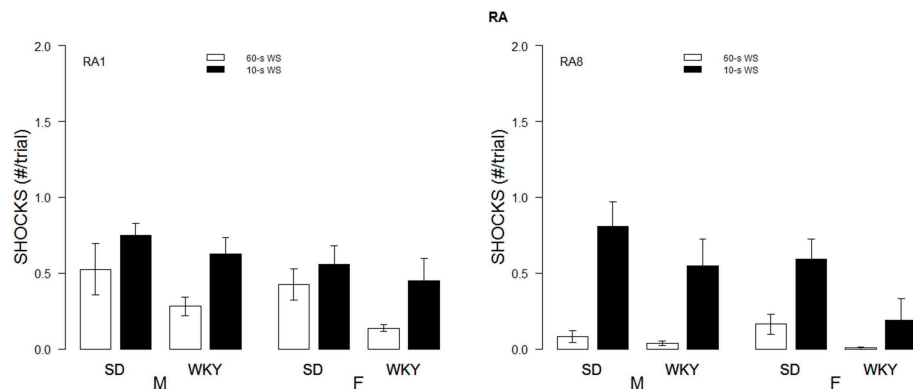 RA
2.0
1.5
1.0
0.5
0.0
SHOCKS (#/trial)
RA1
60-s WS
10-s WS
SD WKY SD WKY
M F
2.0
1.5
1.0
0.5
0.0
SHOCKS (#/trial)
RA8
60-s WS
10-s WS
SD WKY SD WKY
M F